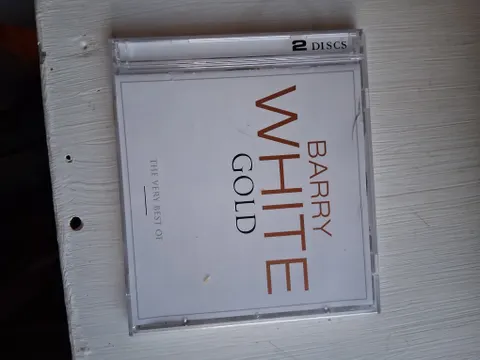 2 DISCS
BARRY
WHITE
GOLD
THE VERY BEST OF